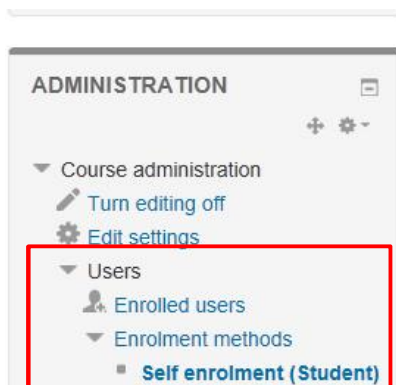 ADMINISTRATION
Course administration
Turn editing off
Edit settings
Users
Enrolled users
Enrolment methods
Self enrolment (Student)